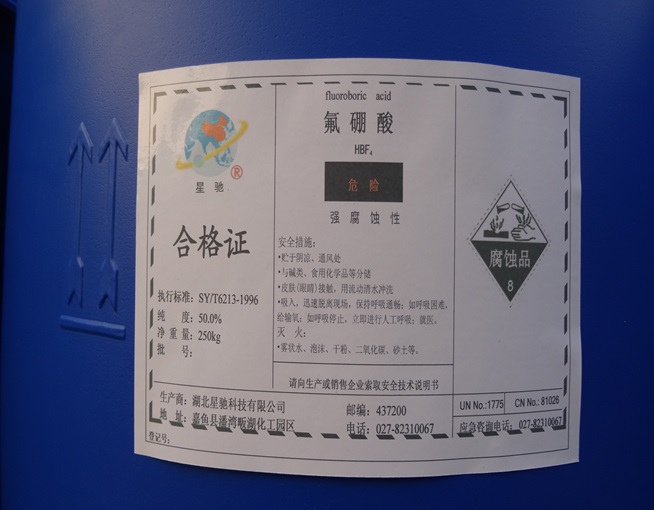 ®
星 驰
合格证
执行标准: SY/T6213-1996
纯 度: 50.0%
净 重 量: 250kg
批 号:
fluoroboric acid
氟 硼 酸
HBF₄
危 险
强 腐 蚀 性
安全措施:
•贮于阴凉、通风处
•与碱类、食用化学品等分储
•皮肤(眼睛)接触, 用流动清水冲洗
•吸入, 迅速脱离现场, 保持呼吸通畅; 如呼吸困难,
给输氧; 如呼吸停止, 立即进行人工呼吸; 就医。
灭 火:
•雾状水、泡沫、干粉、二氧化碳、砂土等。
请向生产或销售企业索取安全技术说明书
腐蚀品
8
UN No.:1775
CN No.: 81026
生产商: 湖北星驰科技有限公司
地 址: 嘉鱼县潘湾畈湖化工园区
邮编: 437200
电话: 027-82310067
应急咨询电话: 027-82310067
登记号: